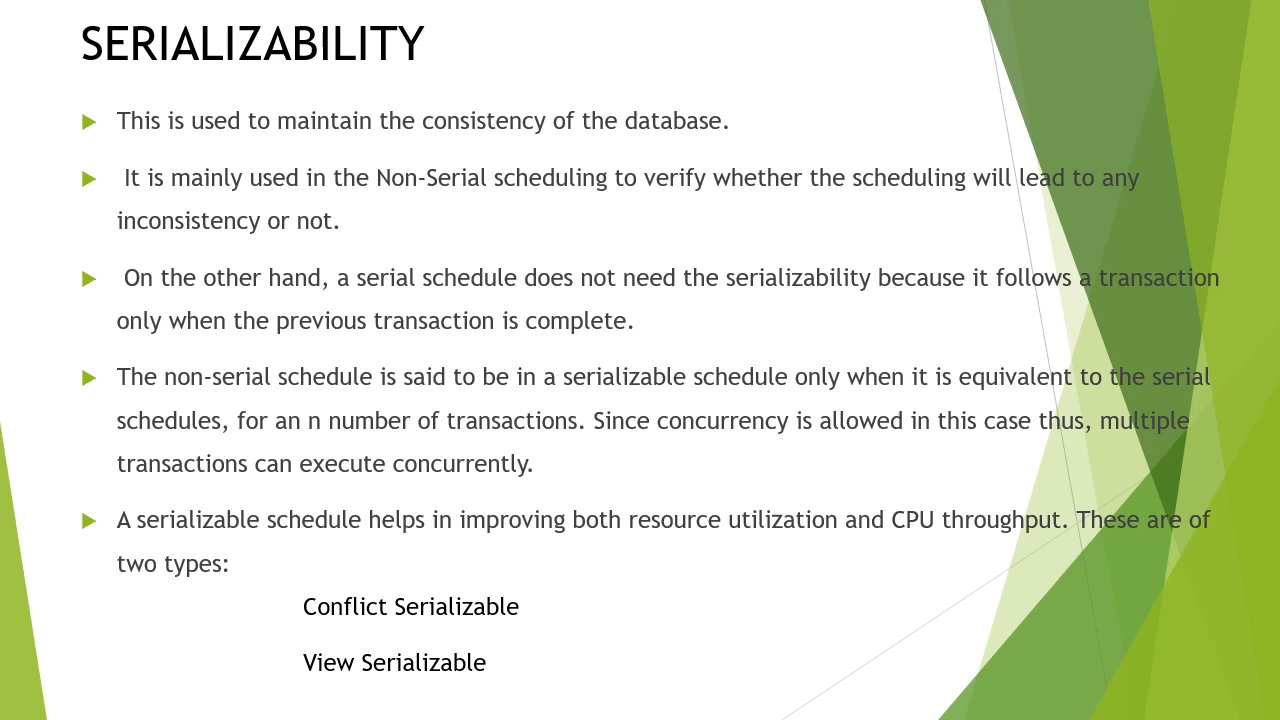 SERIALIZABILITY
This is used to maintain the consistency of the database.
It is mainly used in the Non-Serial scheduling to verify whether the scheduling will lead to any
inconsistency or not.
On the other hand, a serial schedule does not need the serializability because it follows a transaction
only when the previous transaction is complete.
The non-serial schedule is said to be in a serializable schedule only when it is equivalent to the serial
schedules, for an n number of transactions. Since concurrency is allowed in this case thus, multiple
transactions can execute concurrently.
A serializable schedule helps in improving both resource utilization and CPU throughput. These are of
two types:
Conflict Serializable
View Serializable